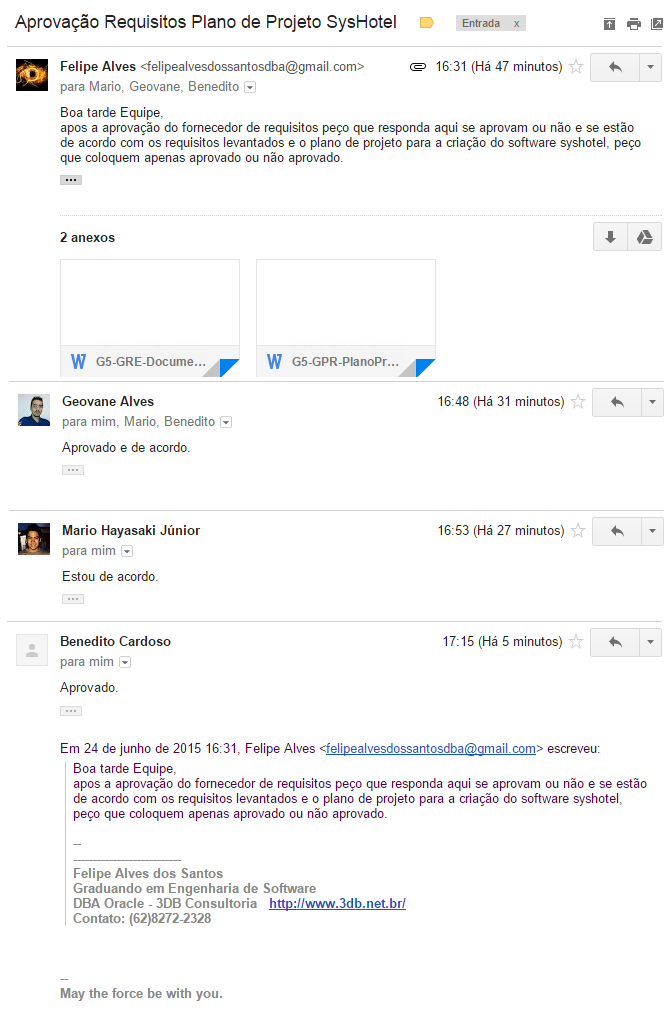 Aprovação Requisitos Plano de Projeto SysHotel Entrada x
Felipe Alves <felipealvesdossantosdba@gmail.com> 16:31 (Há 47 minutos)
para Mario, Geovane, Benedito
Boa tarde Equipe,
apos a aprovação do fornecedor de requisitos peço que responda aqui se aprovam ou não e se estão
de acordo com os requisitos levantados e o plano de projeto para a criação do software syshotel, peço
que coloquem apenas aprovado ou não aprovado.
...
2 anexos
W G5-GRE-Docume... W G5-GPR-PlanoPr...
Geovane Alves 16:48 (Há 31 minutos)
para mim, Mario, Benedito
Aprovado e de acordo.
...
Mario Hayasaki Júnior 16:53 (Há 27 minutos)
para mim
Estou de acordo.
...
Benedito Cardoso 17:15 (Há 5 minutos)
para mim
Aprovado.
...
Em 24 de junho de 2015 16:31, Felipe Alves <felipealvesdossantosdba@gmail.com> escreveu:
Boa tarde Equipe,
apos a aprovação do fornecedor de requisitos peço que responda aqui se aprovam ou não e se estão
de acordo com os requisitos levantados e o plano de projeto para a criação do software syshotel,
peço que coloquem apenas aprovado ou não aprovado.
--
---------------------------
Felipe Alves dos Santos
Graduando em Engenharia de Software
DBA Oracle - 3DB Consultoria http://www.3db.net.br/
Contato: (62)8272-2328
--
May the force be with you.